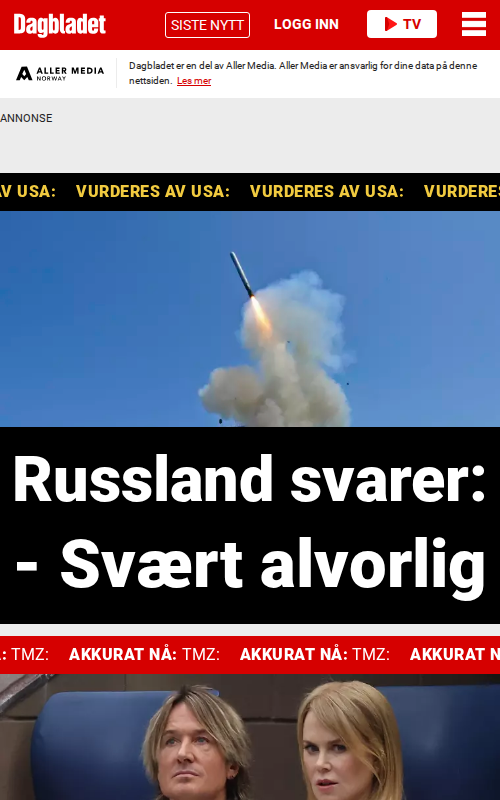 Dagbladet
SISTE NYTT
LOGG INN
TV
ALLER MEDIA
NORWAY
Dagbladet er en del av Aller Media. Aller Media er ansvarlig for dine data på denne
nettsiden. Les mer
ANNONSE
AV USA: VURDERES AV USA: VURDERES AV USA: VURDERES
Russland svarer:
- Svært alvorlig
: TMZ: AKKURAT NÅ: TMZ: AKKURAT NÅ: TMZ: AKKURAT N